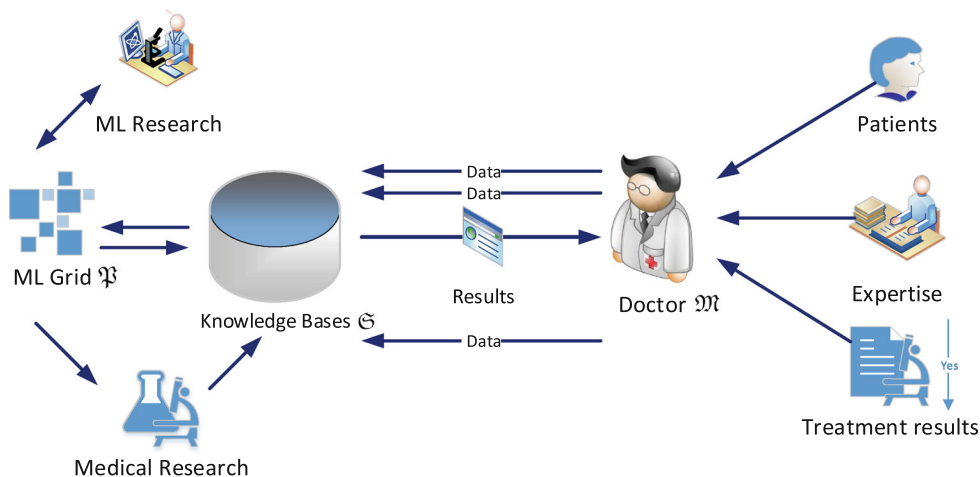 ML Research
Patients
Data
Data
ML Grid 𝔓
Results
Expertise
Knowledge Bases 𝔖
Doctor 𝔐
Data
Yes
Treatment results
Medical Research